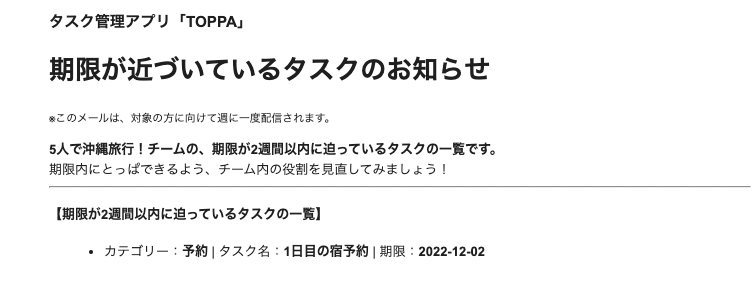 タスク管理アプリ「TOPPA」
期限が近づいているタスクのお知らせ
※このメールは、対象の方に向けて週に一度配信されます。
5人で沖縄旅行！チームの、期限が2週間以内に迫っているタスクの一覧です。
期限内にとっぱできるよう、チーム内の役割を見直してみましょう！
【期限が2週間以内に迫っているタスクの一覧】
• カテゴリー：予約 | タスク名：1日目の宿予約 | 期限：2022-12-02